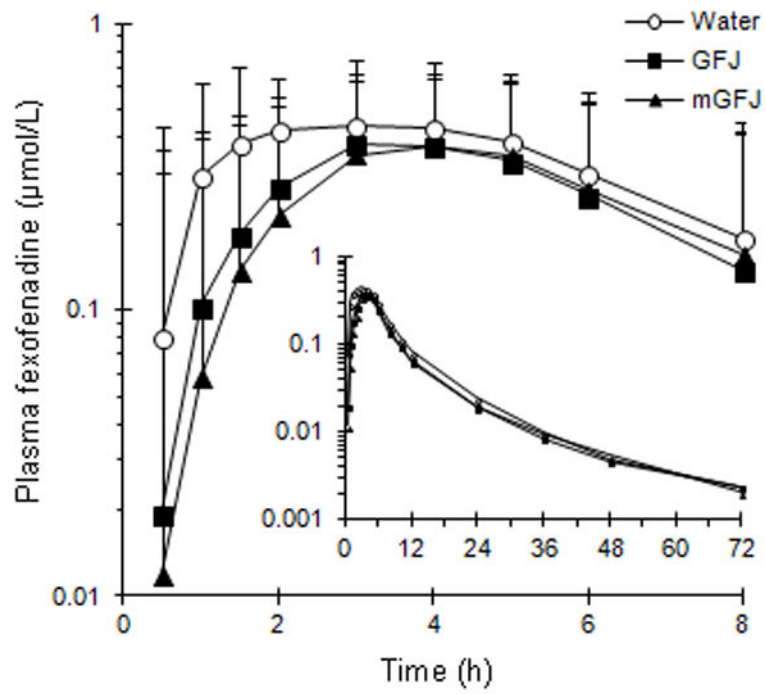 Water
GFJ
mGFJ
Plasma fexofenadine (μmol/L)
1
0.1
0.01
0 2 4 6 8
Time (h)
1
0.1
0.01
0.001
0 12 24 36 48 60 72